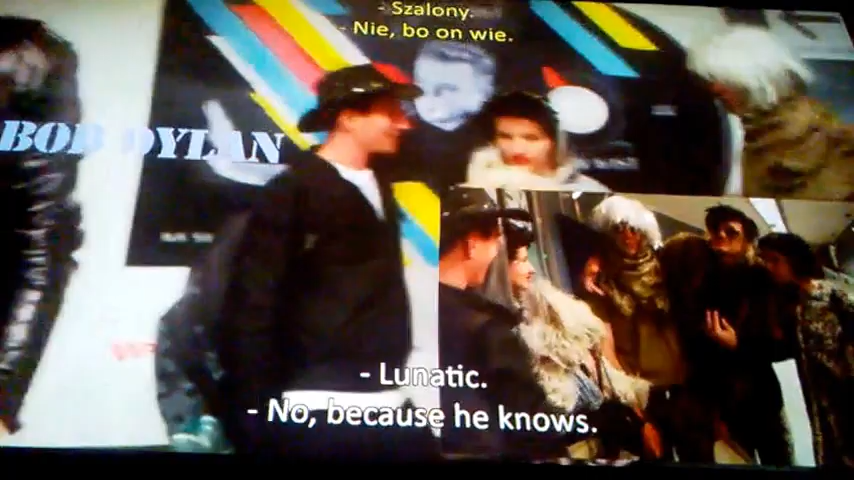 - Szalony.
- Nie, bo on wie.
BOB DYLAN
- Lunatic.
- No, because he knows.